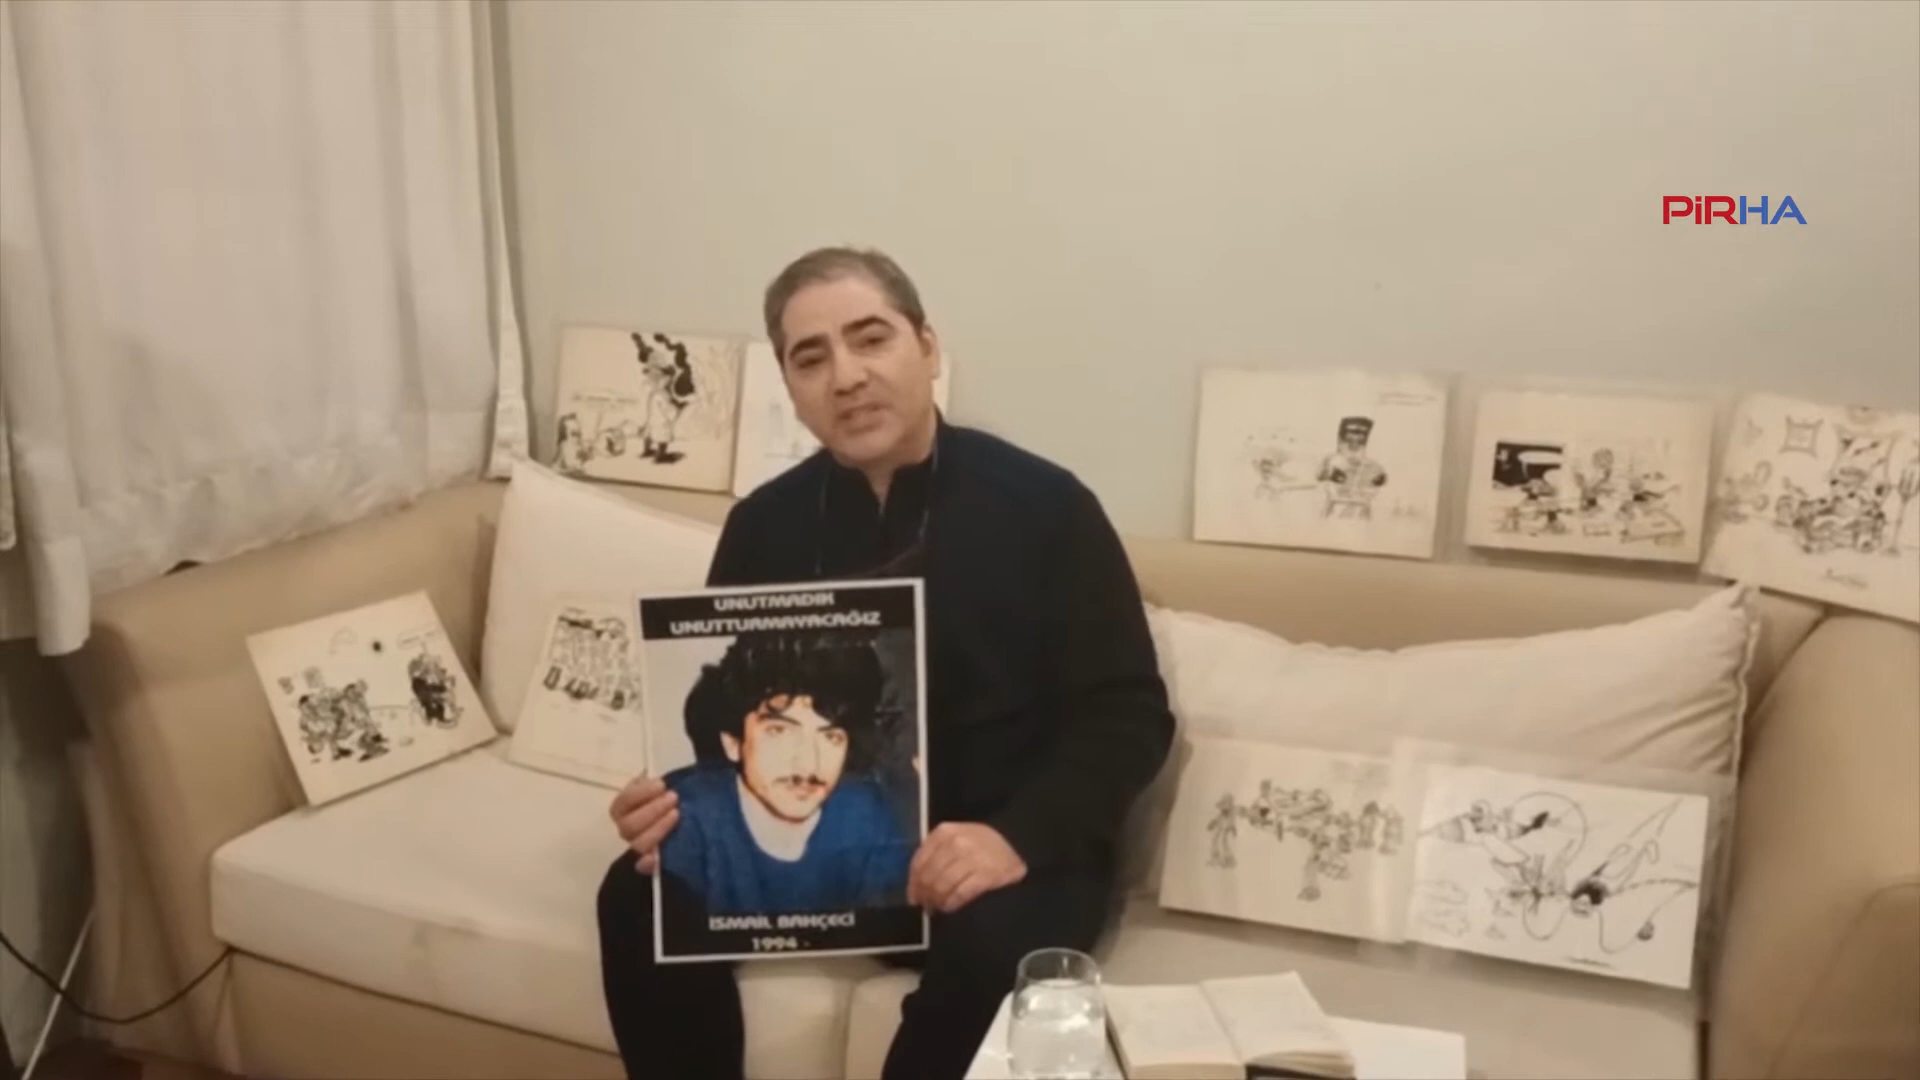 PİRHA
UNUTMADIK
UNUTTURMAYACAĞIZ
İSMAİL BAHÇECİ
1994 -